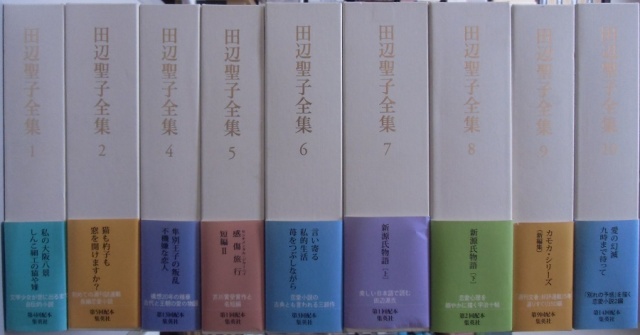 田辺聖子全集
1
私の大阪八景
しんこ細工の猿や雉
集英社
田辺聖子全集
2
猫も杓子も
窓を開けますか?
集英社
田辺聖子全集
4
隼別王子の叛乱
不機嫌な恋人
集英社
田辺聖子全集
5
感傷旅行
短編Ⅱ
集英社
田辺聖子全集
6
言い寄る
私的生活
苺をつぶしながら
集英社
田辺聖子全集
7
新源氏物語(上)
集英社
田辺聖子全集
8
新源氏物語(下)
集英社
田辺聖子全集
9
カモカ・シリーズ
(新編集)
集英社
田辺聖子全集
10
愛の幻滅
九時まで待って
集英社